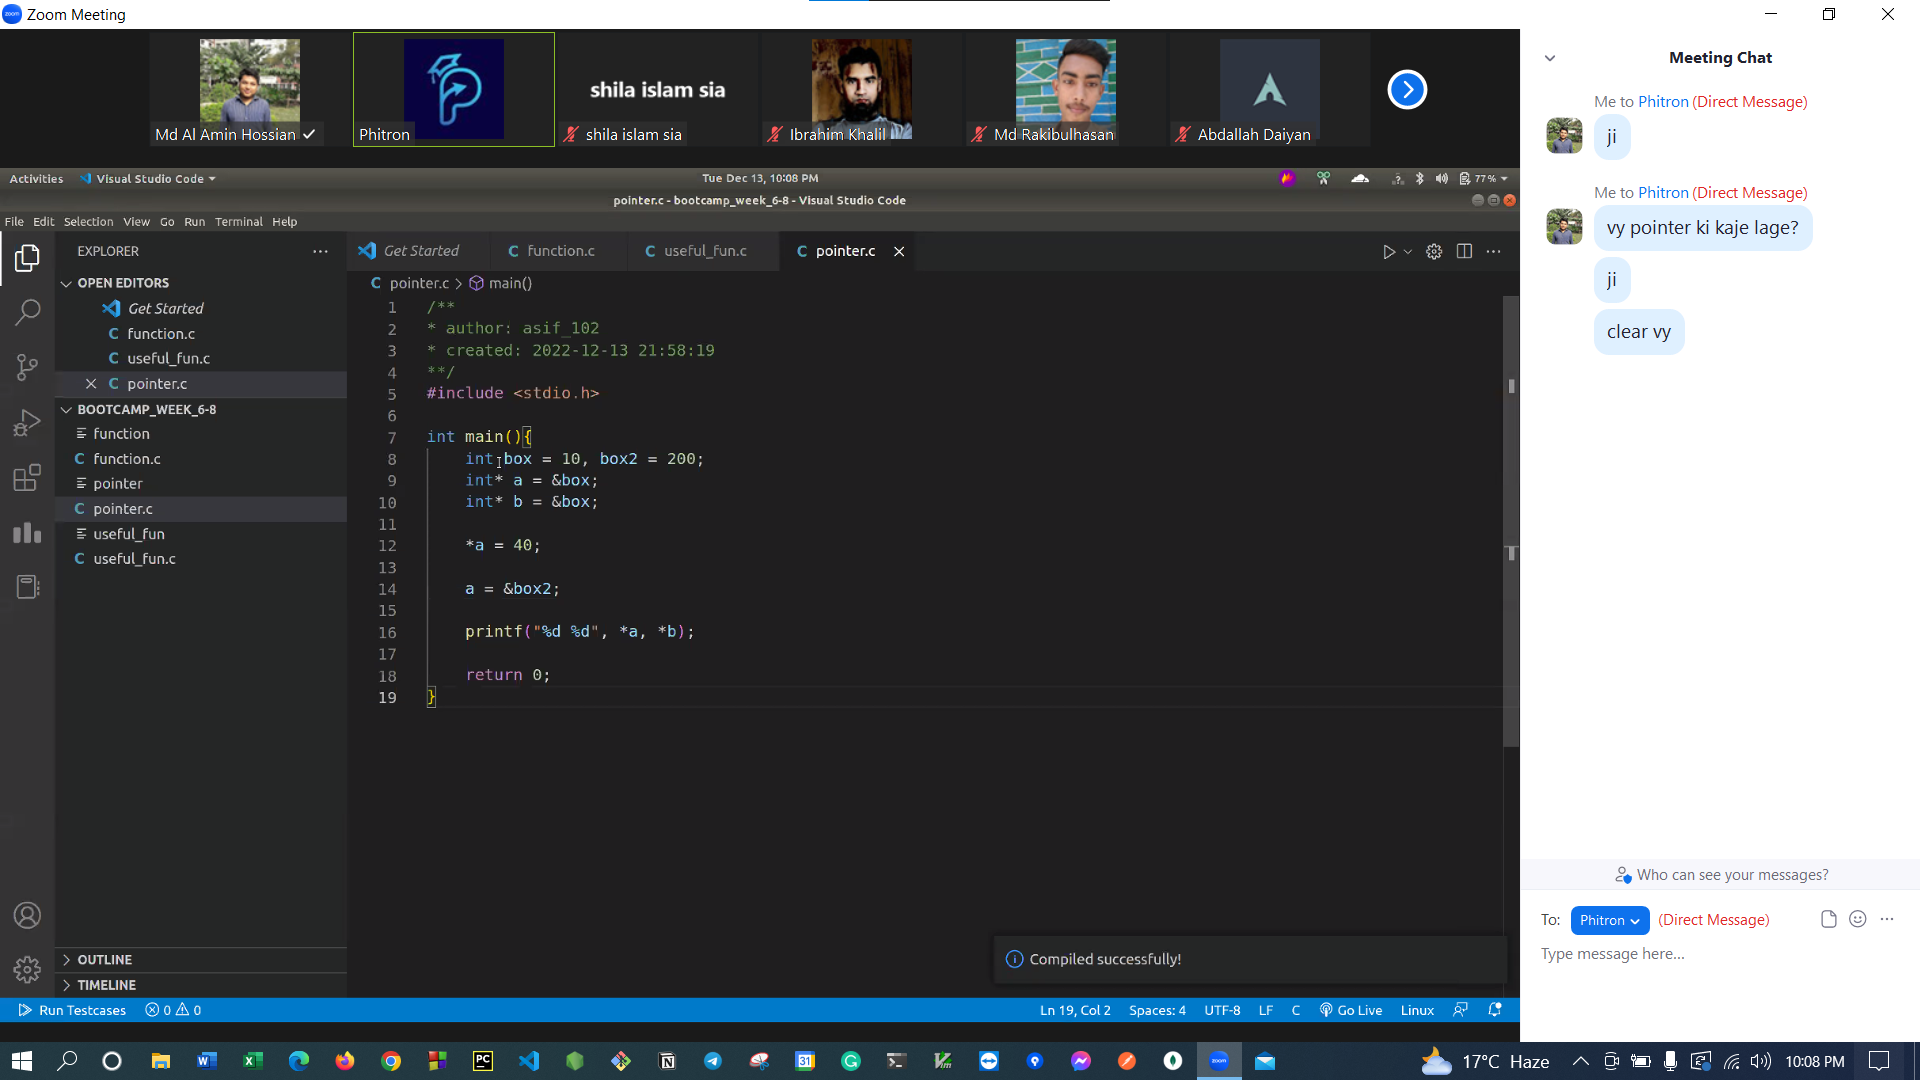 Zoom Meeting
shila islam sia
Md Al Amin Hossian
Phitron
shila islam sia
Ibrahim Khalil
Md Rakibulhasan
Abdallah Daiyan
Activities
Visual Studio Code
Tue Dec 13, 10:08 PM
77 %
pointer.c - bootcamp_week_6-8 - Visual Studio Code
File Edit Selection View Go Run Terminal Help
EXPLORER
OPEN EDITORS
Get Started
function.c
useful_fun.c
pointer.c
BOOTCAMP_WEEK_6-8
function
function.c
pointer
pointer.c
useful_fun
useful_fun.c
OUTLINE
TIMELINE
Get Started
function.c
useful_fun.c
pointer.c
pointer.c > main()
1 /**
2 * author: asif_102
3 * created: 2022-12-13 21:58:19
4 **/
5 #include <stdio.h>
6
7 int main(){
8 int box = 10, box2 = 200;
9 int* a = &box;
10 int* b = &box;
11
12 *a = 40;
13
14 a = &box2;
15
16 printf("%d %d", *a, *b);
17
18 return 0;
19 }
Compiled successfully!
Run Testcases 0 0
Ln 19, Col 2 Spaces: 4 UTF-8 LF C Go Live Linux
Meeting Chat
Me to Phitron (Direct Message)
ji
Me to Phitron (Direct Message)
vy pointer ki kaje lage?
ji
clear vy
Who can see your messages?
To: Phitron (Direct Message)
Type message here...
17°C Haze
10:08 PM